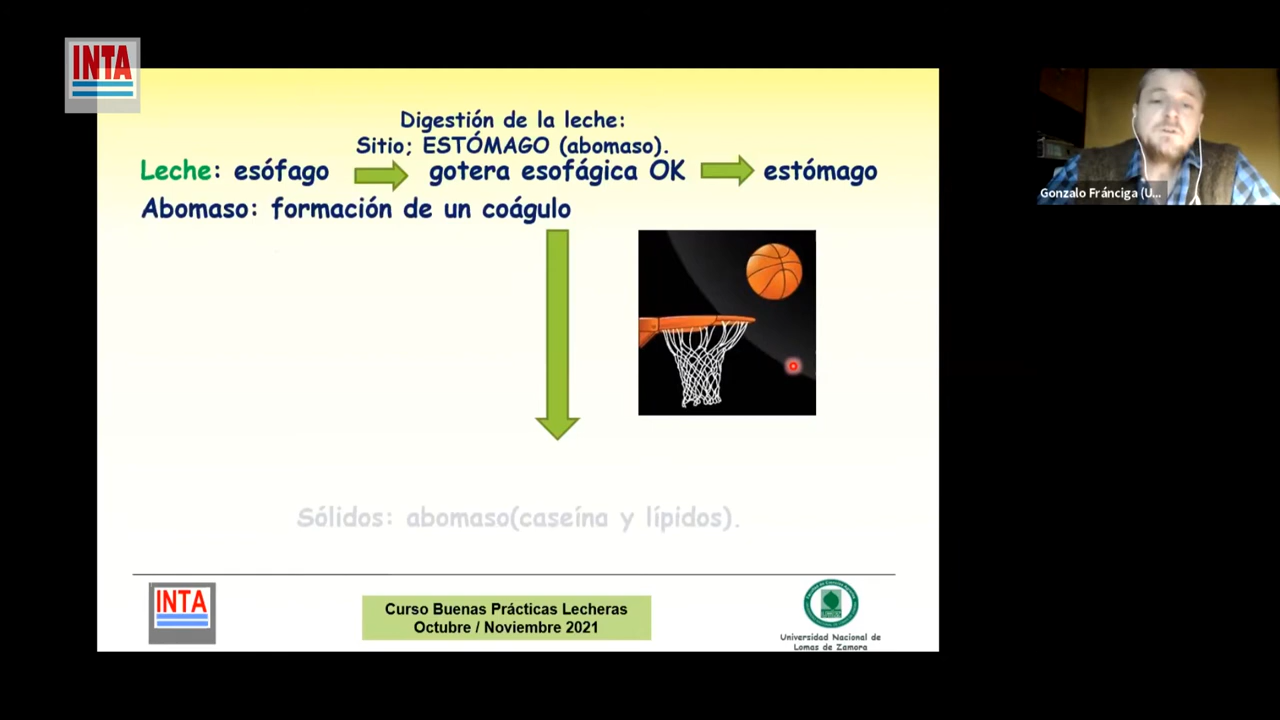 INTA
Digestión de la leche:
Sitio; ESTÓMAGO (abomaso).
Leche: esófago gotera esofágica OK estómago
Abomaso: formación de un coágulo
Sólidos: abomaso(caseína y lípidos).
INTA
Curso Buenas Prácticas Lecheras
Octubre / Noviembre 2021
Universidad Nacional de
Lomas de Zamora
Gonzalo Fránciga (U...